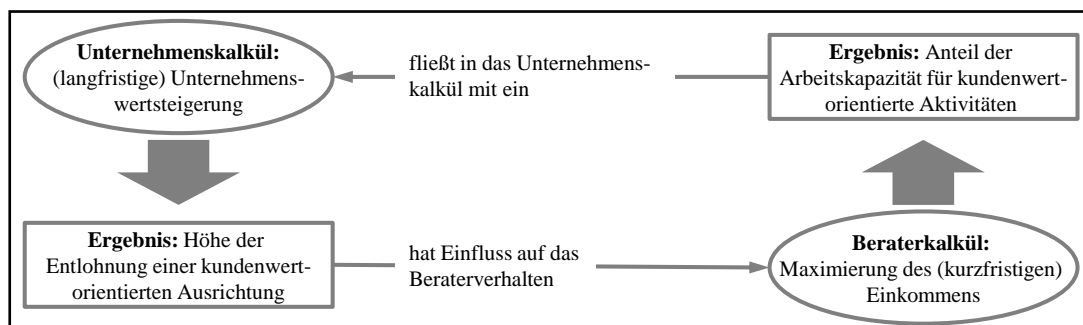 Unternehmenskalkül:
(langfristige) Unternehmens-
wertsteigerung
fließt in das Unternehmens-
kalkül mit ein
Ergebnis: Anteil der
Arbeitskapazität für kundenwert-
orientierte Aktivitäten
Ergebnis: Höhe der
Entlohnung einer kundenwert-
orientierten Ausrichtung
hat Einfluss auf das
Beraterverhalten
Beraterkalkül:
Maximierung des (kurzfristigen)
Einkommens